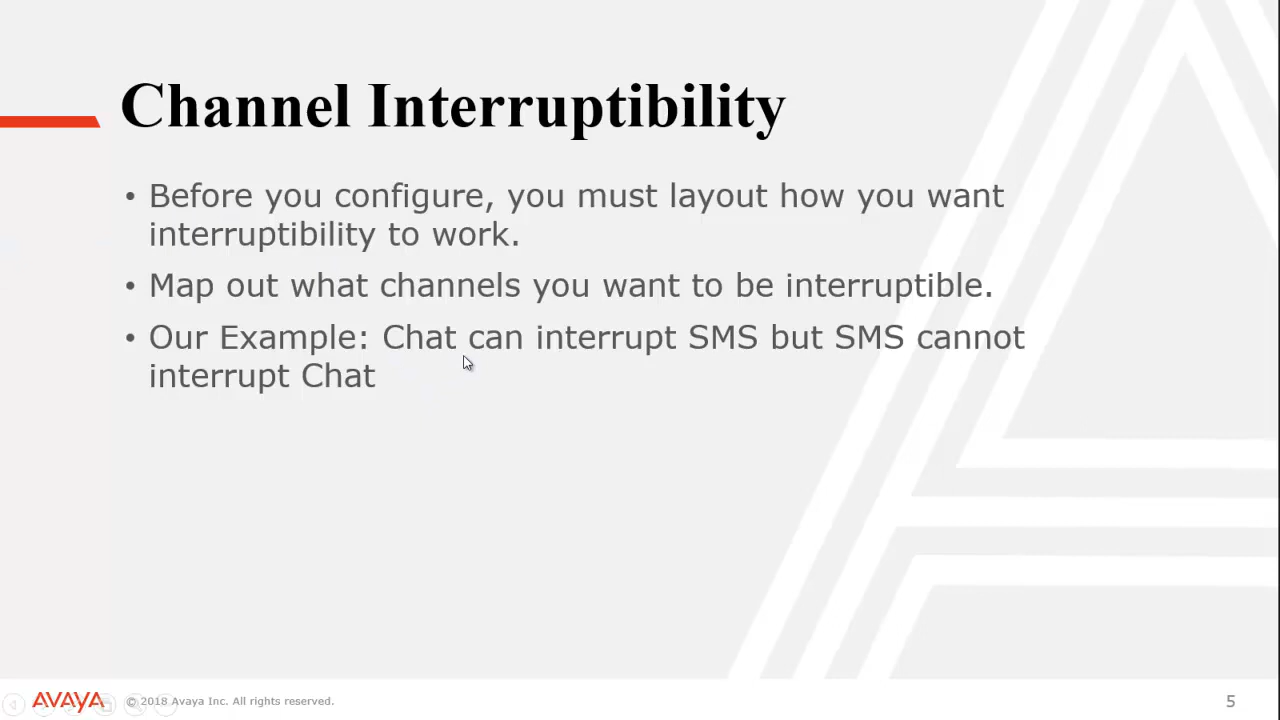 Channel Interruptibility
• Before you configure, you must layout how you want
interruptibility to work.
• Map out what channels you want to be interruptible.
• Our Example: Chat can interrupt SMS but SMS cannot
interrupt Chat
AVAYA © 2018 Avaya Inc. All rights reserved. 5